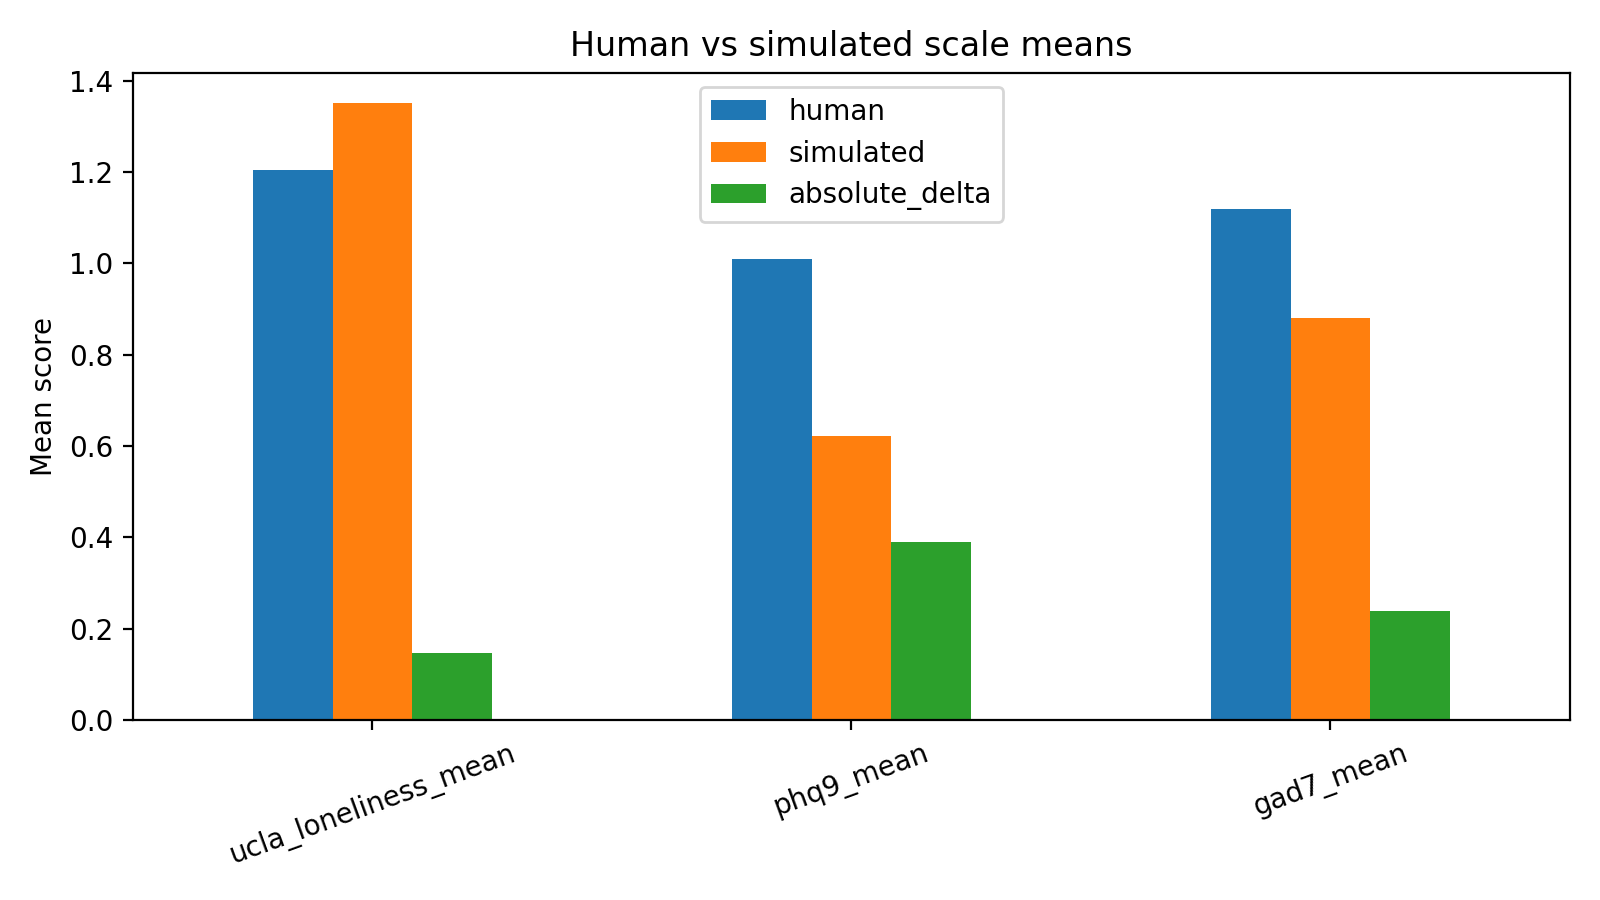 Human vs simulated scale means
human
simulated
absolute_delta
Mean score
1.4
1.2
1.0
0.8
0.6
0.4
0.2
0.0
ucla_loneliness_mean
phq9_mean
gad7_mean